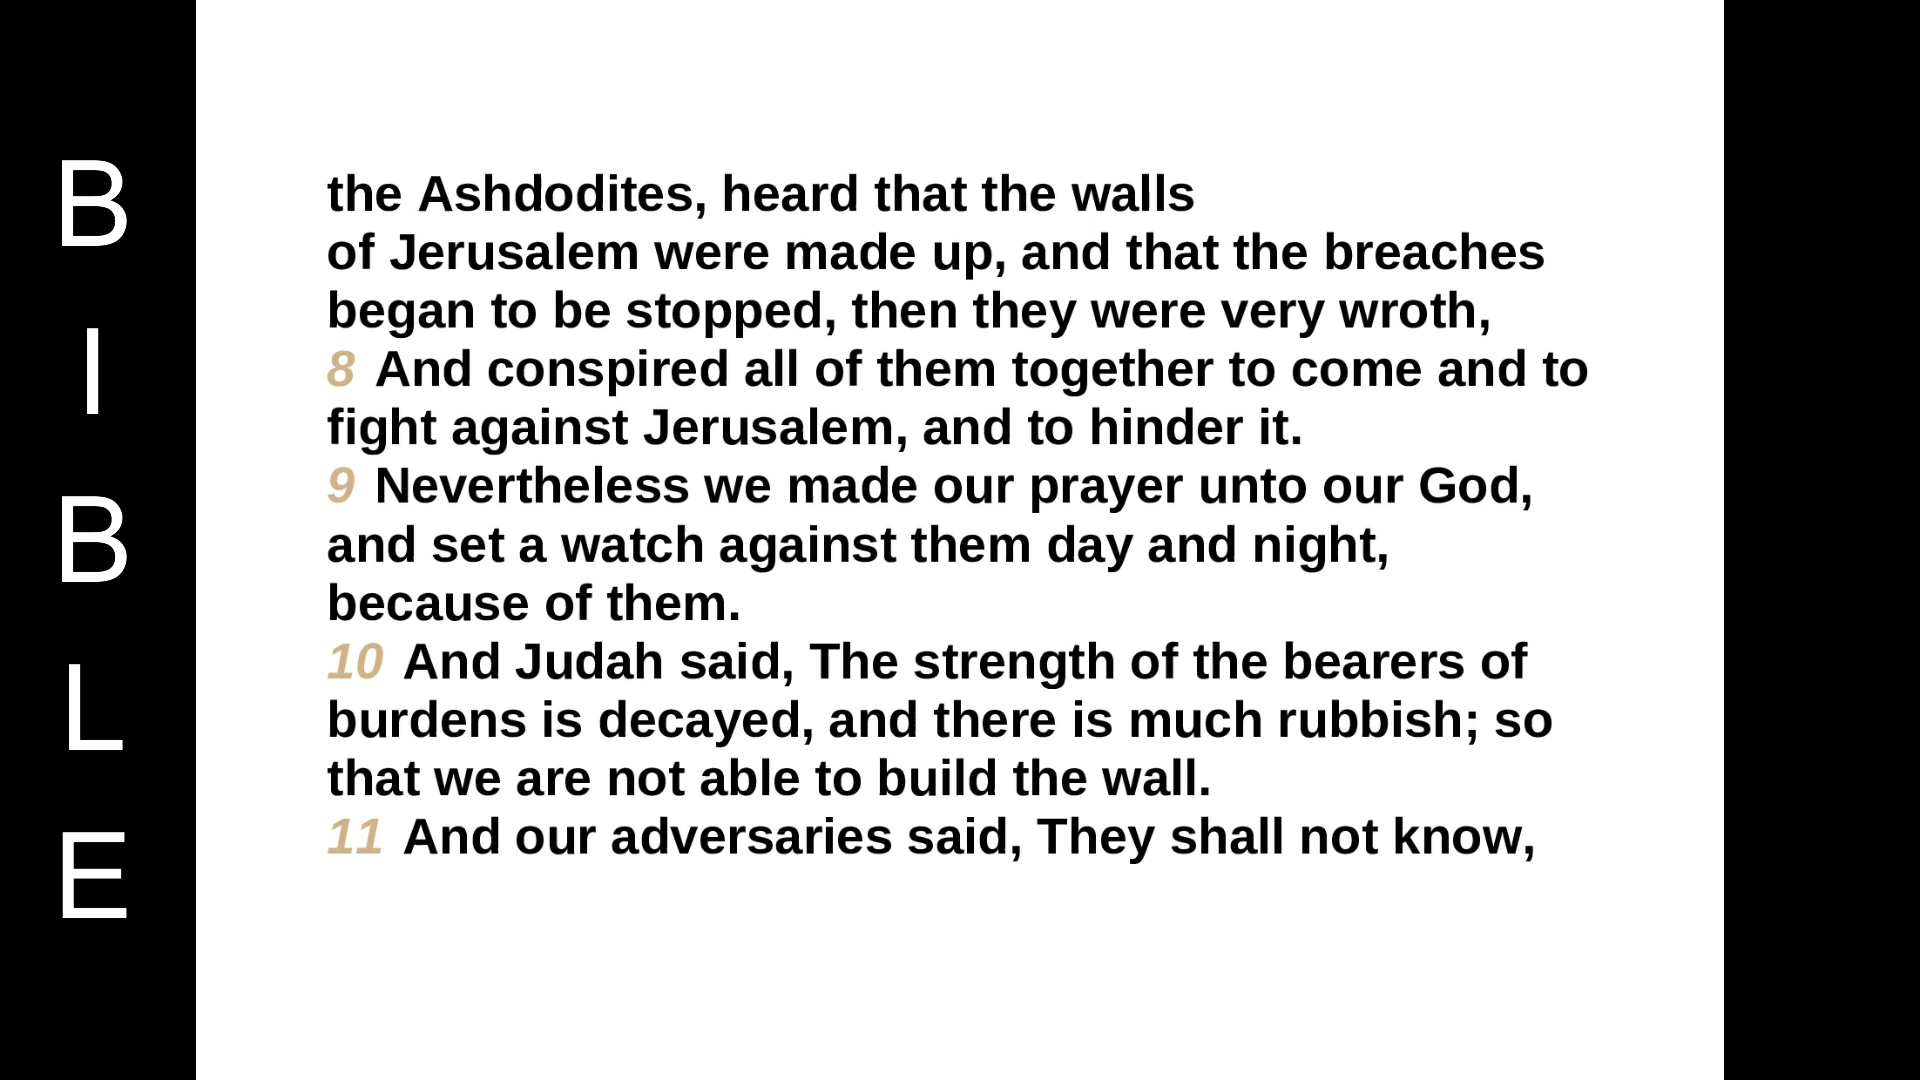 BIBLE
the Ashdodites, heard that the walls
of Jerusalem were made up, and that the breaches
began to be stopped, then they were very wroth,
8 And conspired all of them together to come and to
fight against Jerusalem, and to hinder it.
9 Nevertheless we made our prayer unto our God,
and set a watch against them day and night,
because of them.
10 And Judah said, The strength of the bearers of
burdens is decayed, and there is much rubbish; so
that we are not able to build the wall.
11 And our adversaries said, They shall not know,